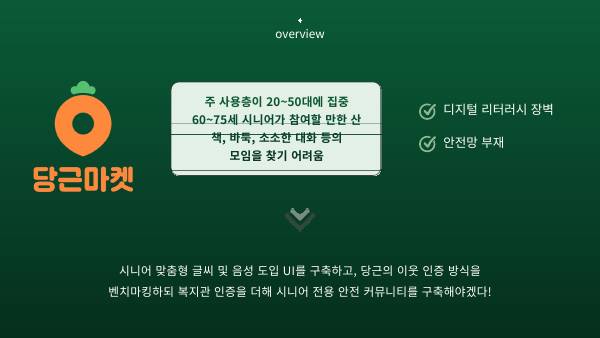 overview
주 사용층이 20~50대에 집중
60~75세 시니어가 참여할 만한 산
책, 바둑, 소소한 대화 등의
모임을 찾기 어려움
디지털 리터러시 장벽
안전망 부재
당근마켓
시니어 맞춤형 글씨 및 음성 도입 UI를 구축하고, 당근의 이웃 인증 방식을
벤치마킹하되 복지관 인증을 더해 시니어 전용 안전 커뮤니티를 구축해야겠다!